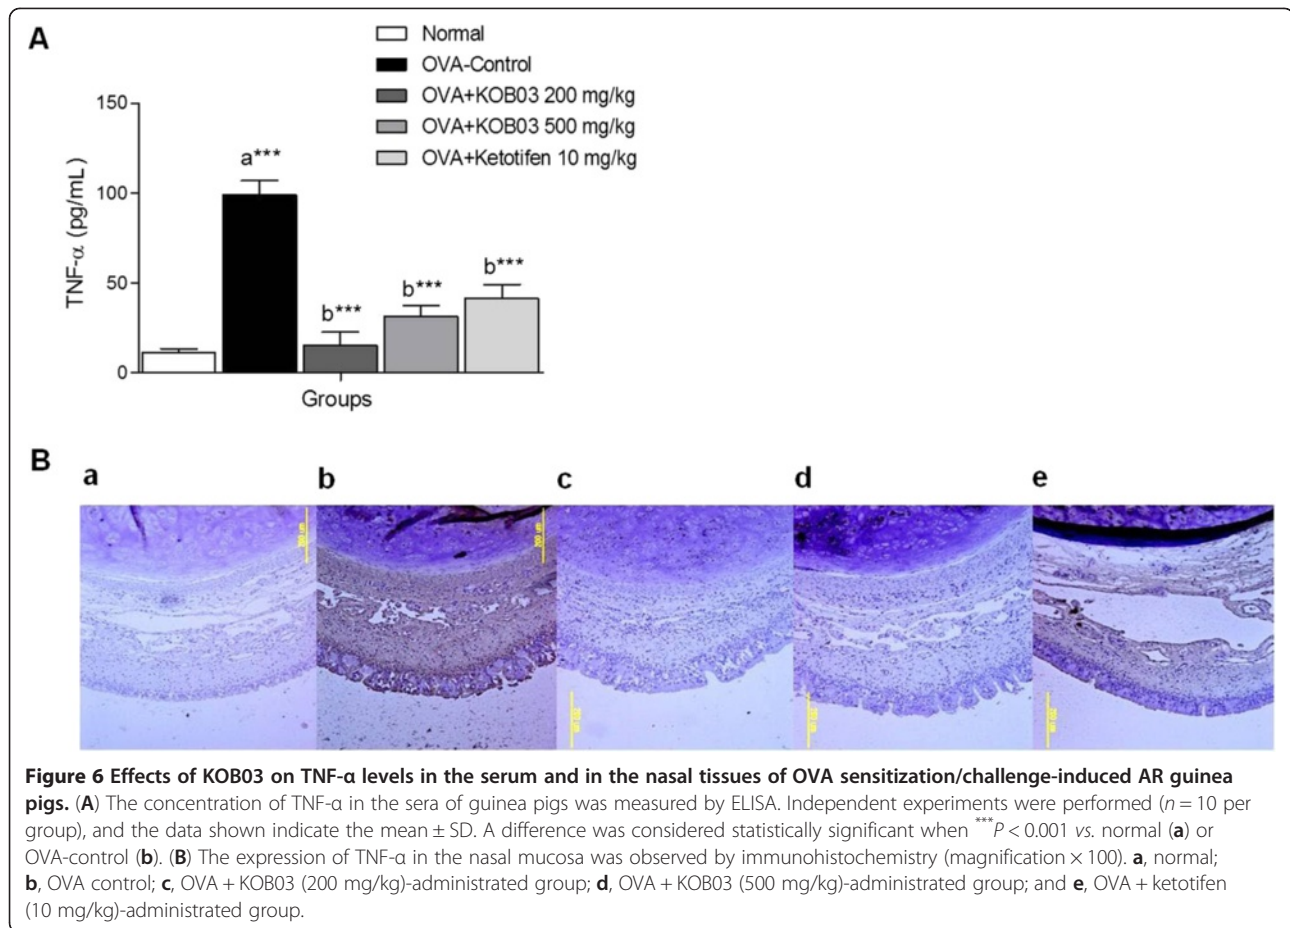 A
Normal
OVA-Control
OVA+KOB03 200 mg/kg
OVA+KOB03 500 mg/kg
OVA+Ketotifen 10 mg/kg
150
100
50
0
TNF-α (pg/mL)
a***
b***
b***
b***
Groups
B
a
b
c
d
e
Figure 6 Effects of KOB03 on TNF-α levels in the serum and in the nasal tissues of OVA sensitization/challenge-induced AR guinea
pigs. (A) The concentration of TNF-α in the sera of guinea pigs was measured by ELISA. Independent experiments were performed (n = 10 per
group), and the data shown indicate the mean ± SD. A difference was considered statistically significant when ***P < 0.001 vs. normal (a) or
OVA-control (b). (B) The expression of TNF-α in the nasal mucosa was observed by immunohistochemistry (magnification × 100). a, normal;
b, OVA control; c, OVA + KOB03 (200 mg/kg)-administrated group; d, OVA + KOB03 (500 mg/kg)-administrated group; and e, OVA + ketotifen
(10 mg/kg)-administrated group.